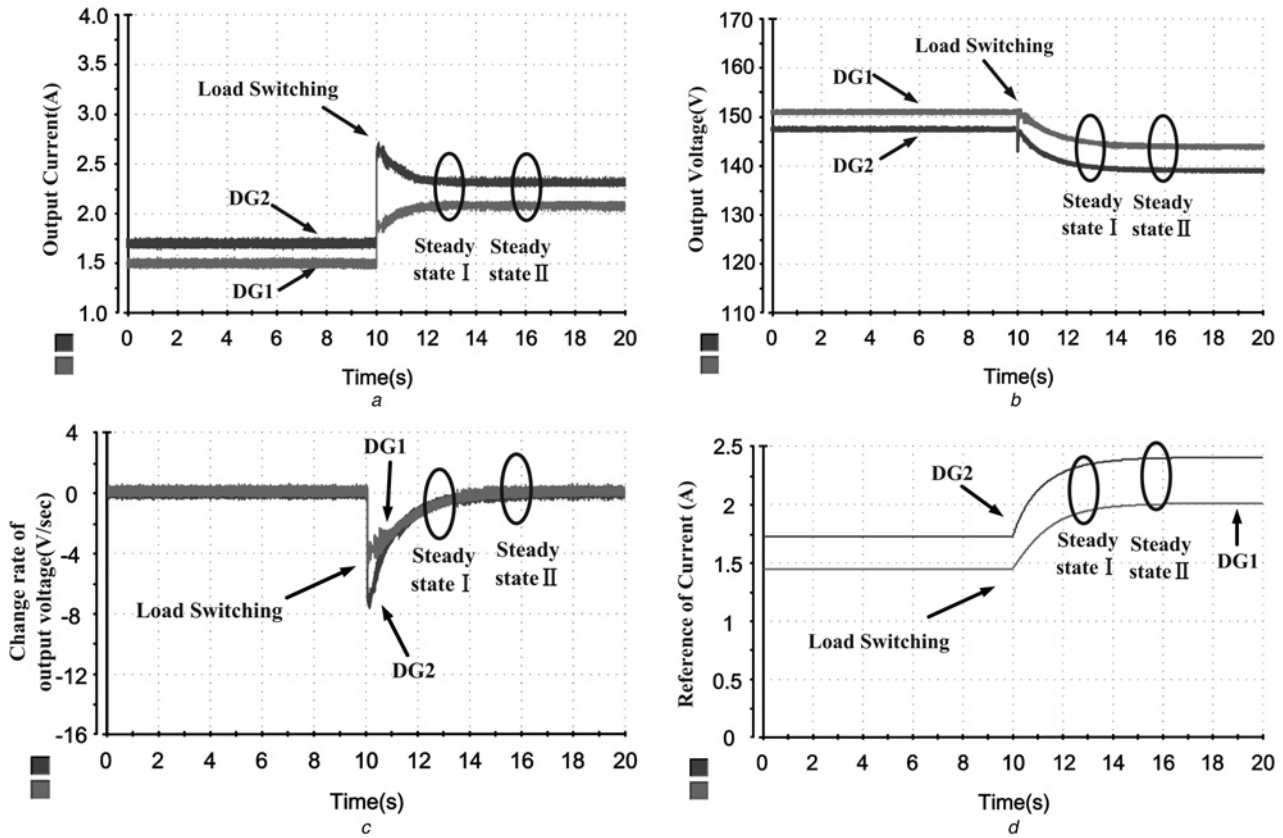 4.0
3.5
3.0
2.5
2.0
1.5
1.0
Output Current(A)
Load Switching
DG2
DG1
Steady
state Ⅰ
Steady
state Ⅱ
0 2 4 6 8 10 12 14 16 18 20
Time(s)
a
170
160
150
140
130
120
110
Output Voltage(V)
Load Switching
DG1
DG2
Steady
state Ⅰ
Steady
state Ⅱ
0 2 4 6 8 10 12 14 16 18 20
Time(s)
b
4
0
-4
-8
-12
-16
Change rate of
output voltage(V/sec)
DG1
Load Switching
DG2
Steady
state Ⅰ
Steady
state Ⅱ
0 2 4 6 8 10 12 14 16 18 20
Time(s)
c
2.5
2
1.5
1
0.5
0
Reference of Current (A)
DG2
Load Switching
Steady
state Ⅰ
Steady
state Ⅱ
DG1
0 2 4 6 8 10 12 14 16 18 20
Time(s)
d